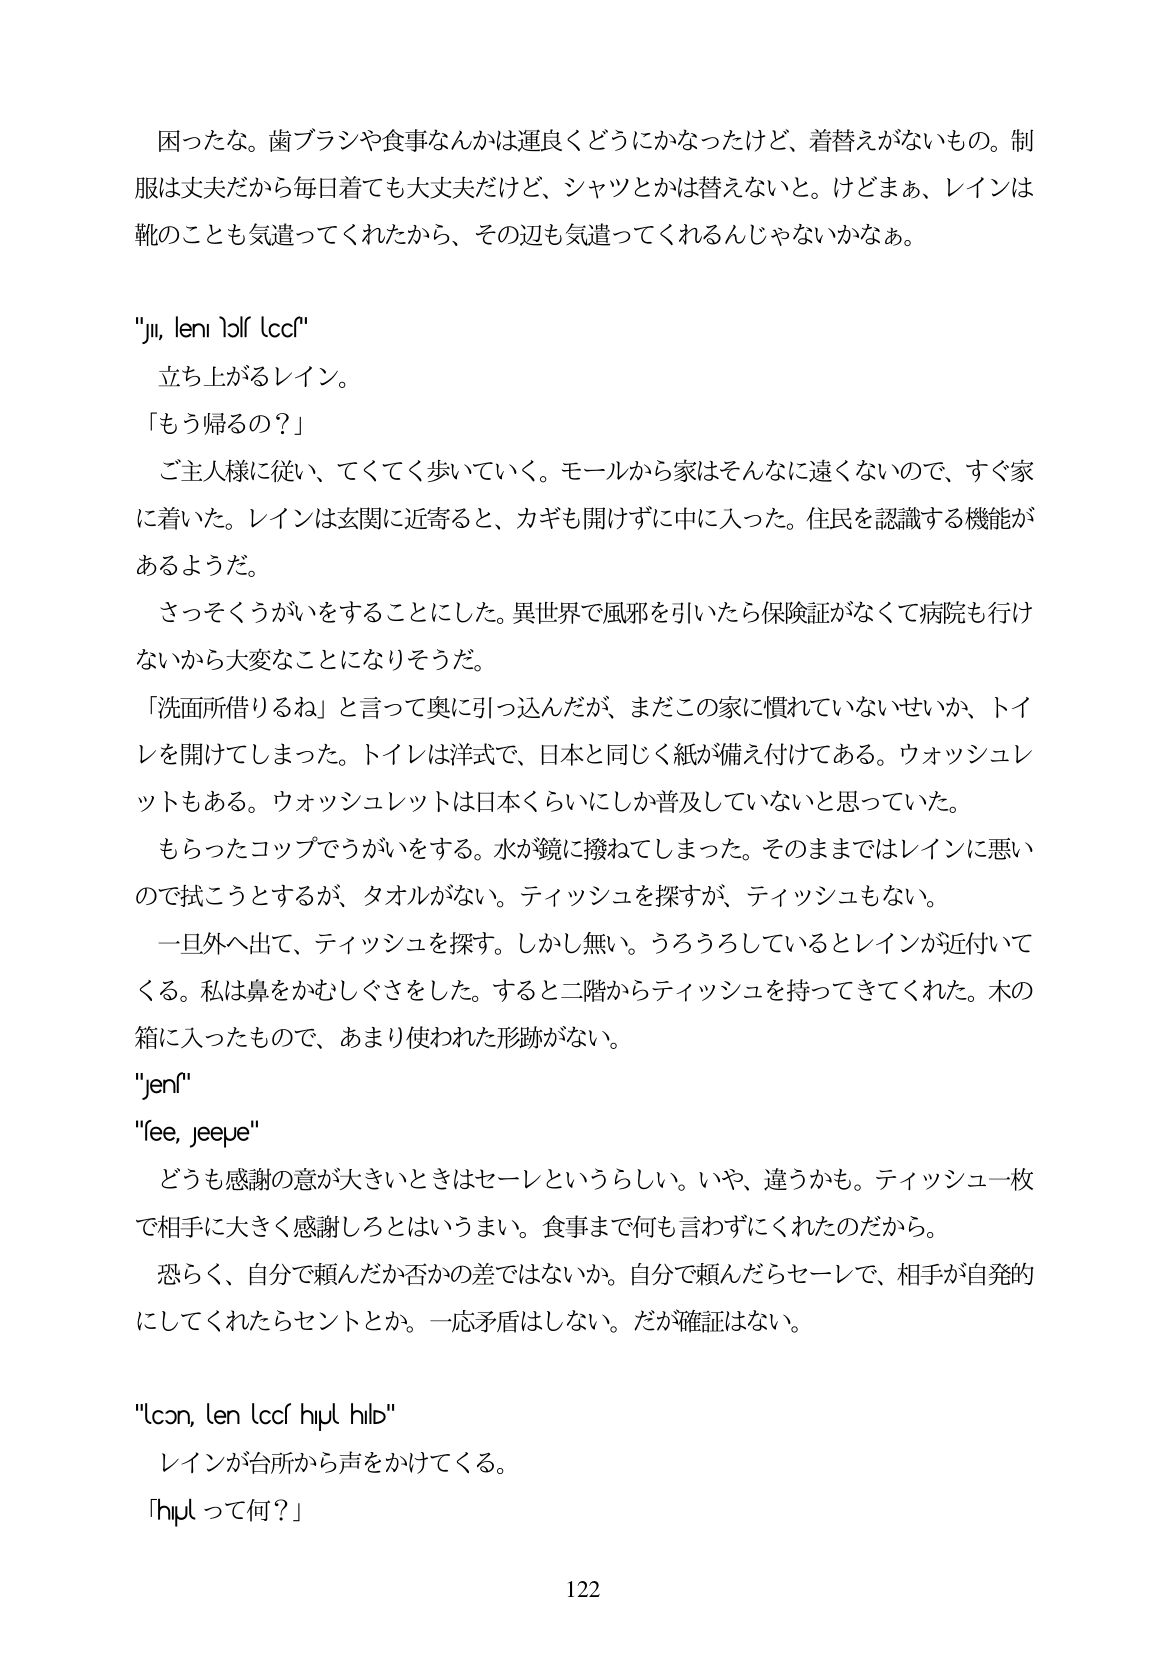 困ったな。歯ブラシや食事なんかは運良くどうにかなったけど、着替えがないもの。制
服は丈夫だから毎日着ても大丈夫だけど、シャツとかは替えないと。けどまぁ、レインは
靴のことも気遣ってくれたから、その辺も気遣ってくれるんじゃないかなぁ。
立ち上がるレイン。
「もう帰るの？」
ご主人様に従い、てくてく歩いていく。モールから家はそんなに遠くないので、すぐ家
に着いた。レインは玄関に近寄ると、カギも開けずに中に入った。住民を認識する機能が
あるようだ。
さっそくうがいをすることにした。異世界で風邪を引いたら保険証がなくて病院も行け
ないから大変なことになりそうだ。
「洗面所借りるね」と言って奥に引っ込んだが、まだこの家に慣れていないせいか、トイ
レを開けてしまった。トイレは洋式で、日本と同じく紙が備え付けてある。ウォッシュレ
ットもある。ウォッシュレットは日本くらいにしか普及していないと思っていた。
もらったコップでうがいをする。水が鏡に撥ねてしまった。そのままではレインに悪い
ので拭こうとするが、タオルがない。ティッシュを探すが、ティッシュもない。
一旦外へ出て、ティッシュを探す。しかし無い。うろうろしているとレインが近付いて
くる。私は鼻をかむしぐさをした。すると二階からティッシュを持ってきてくれた。木の
箱に入ったもので、あまり使われた形跡がない。
どうも感謝の意が大きいときはセーレというらしい。いや、違うかも。ティッシュ一枚
で相手に大きく感謝しろとはいうまい。食事まで何も言わずにくれたのだから。
恐らく、自分で頼んだか否かの差ではないか。自分で頼んだらセーレで、相手が自発的
にしてくれたらセントとか。一応矛盾はしない。だが確証はない。
レインが台所から声をかけてくる。
「って何？」
122